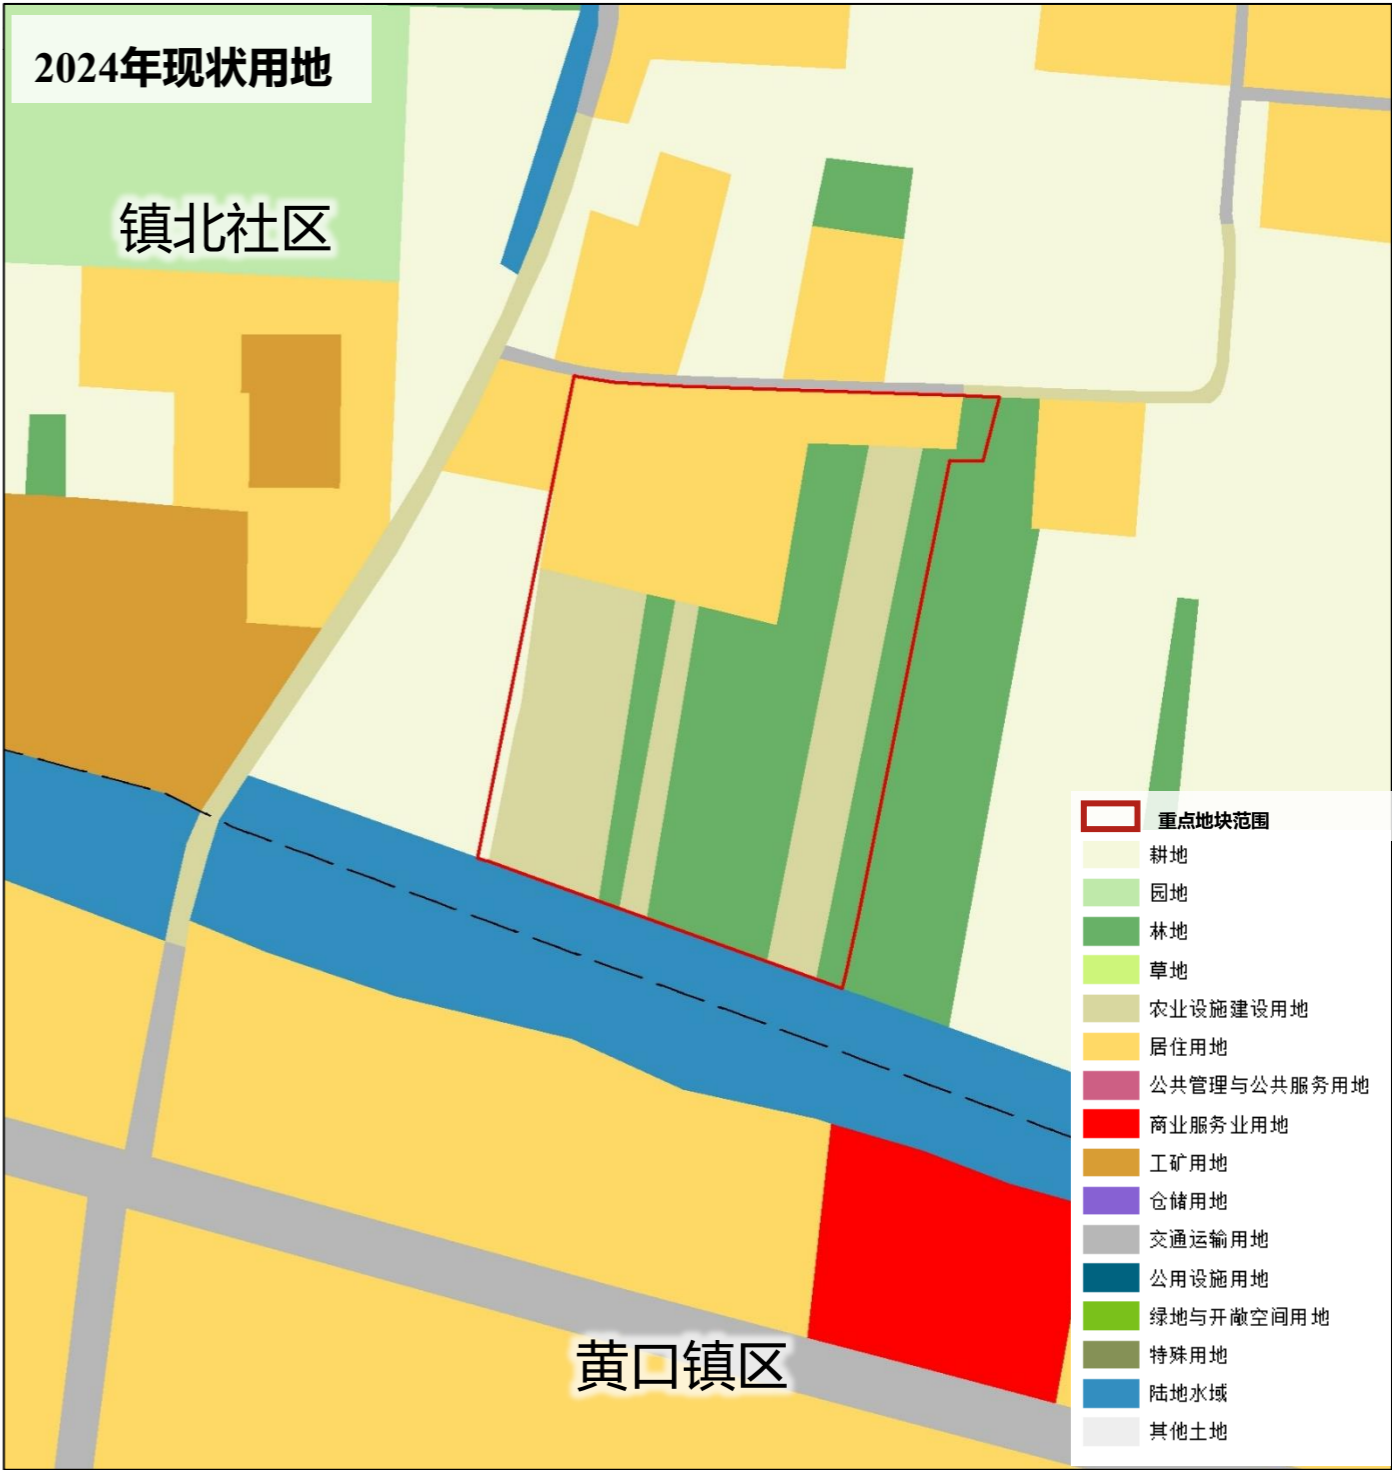 2024年现状用地
镇北社区
黄口镇区
重点地块范围
耕地
园地
林地
草地
农业设施建设用地
居住用地
公共管理与公共服务用地
商业服务业用地
工矿用地
仓储用地
交通运输用地
公用设施用地
绿地与开敞空间用地
特殊用地
陆地水域
其他土地